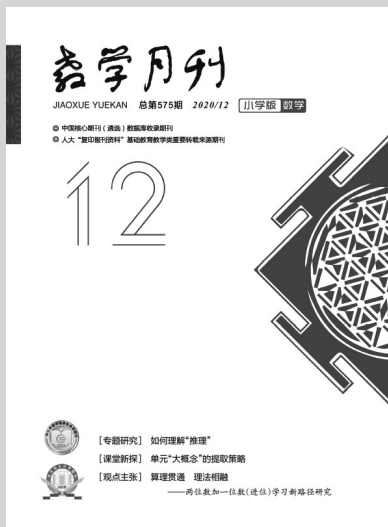 教学月刊
JIAOXUE YUEKAN 总第575期 2020/12 小学版 数学
◎ 中国核心期刊(遴选)数据库收录期刊
◎ 人大“复印报刊资料”基础教育教学类重要转载来源期刊
12
[专题研究] 如何理解“推理”
[课堂新探] 单元“大概念”的提取策略
[观点主张] 算理贯通 理法相融
——两位数加一位数(进位)学习新路径研究